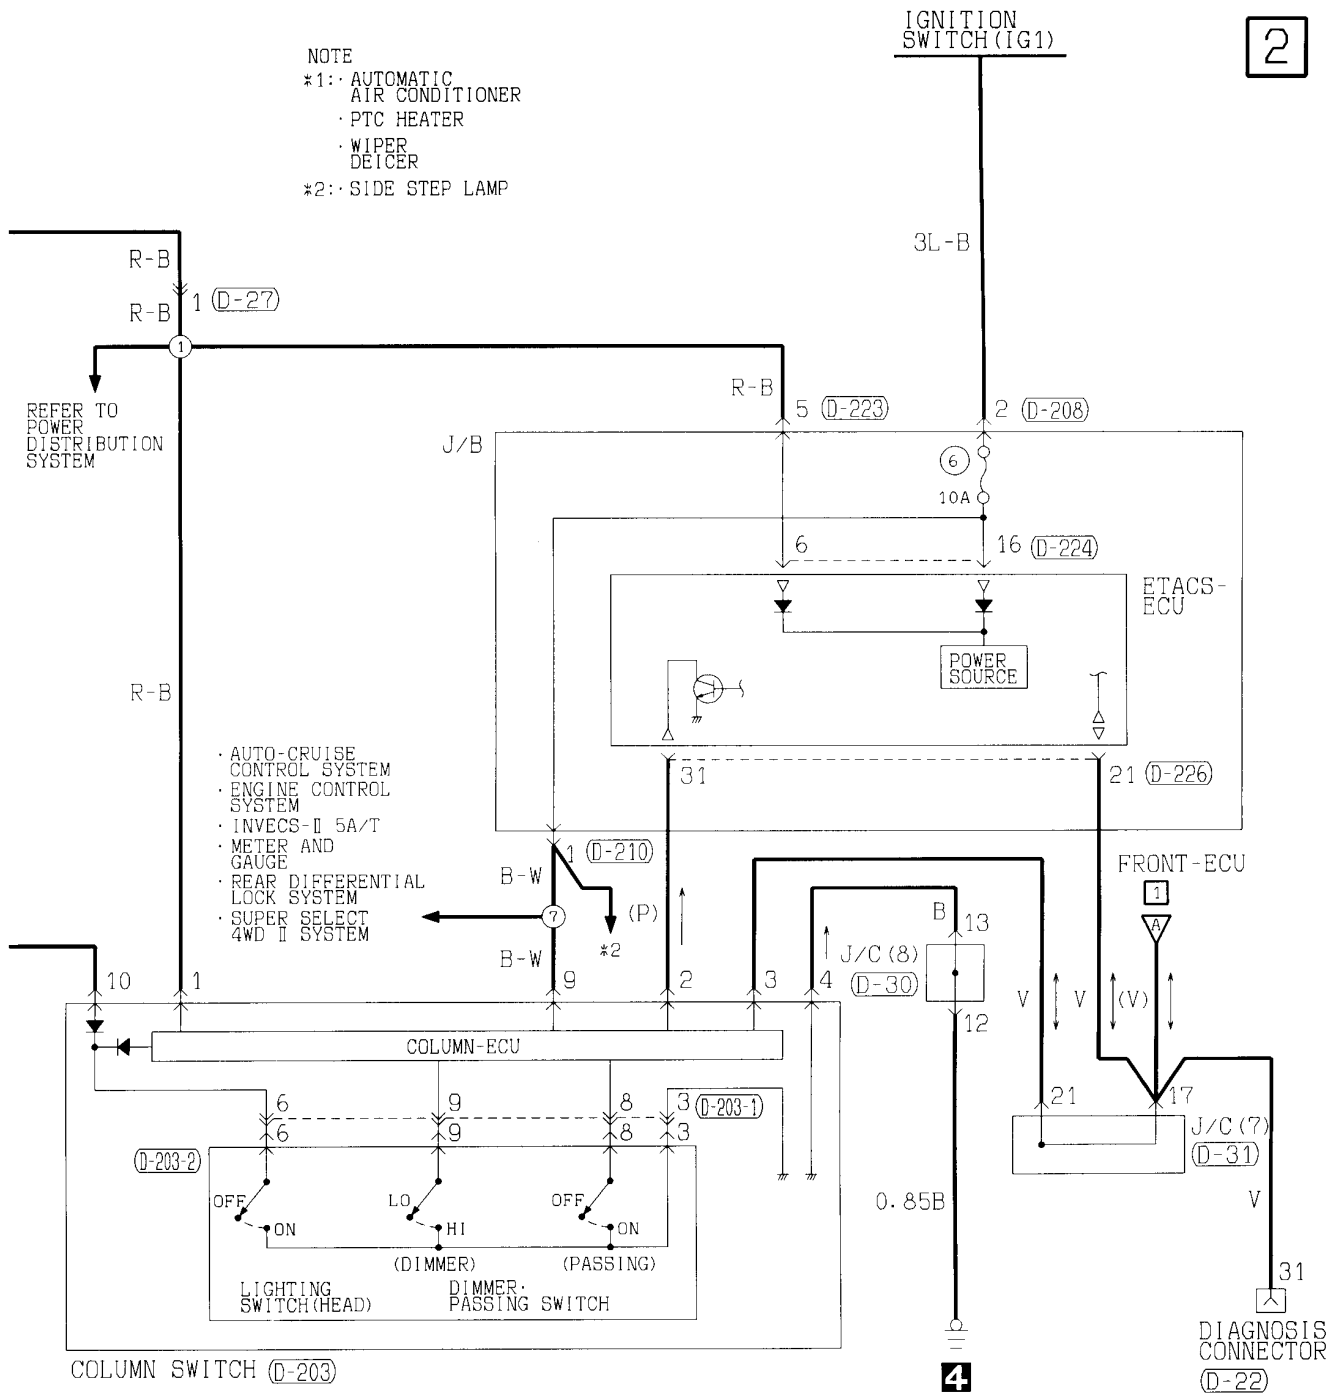 IGNITION
SWITCH(IG1)
2
NOTE
*1:· AUTOMATIC
AIR CONDITIONER
· PTC HEATER
· WIPER
DEICER
*2:· SIDE STEP LAMP
R-B
1 (D-27)
R-B
3L-B
1
REFER TO
POWER
DISTRIBUTION
SYSTEM
R-B
5 (D-223)
2 (D-208)
J/B
6
10A
6
16 (D-224)
ETACS-
ECU
POWER
SOURCE
R-B
· AUTO-CRUISE
CONTROL SYSTEM
· ENGINE CONTROL
SYSTEM
· INVECS-Ⅱ 5A/T
· METER AND
GAUGE
· REAR DIFFERENTIAL
LOCK SYSTEM
· SUPER SELECT
4WD Ⅱ SYSTEM
31
21 (D-226)
1 (D-210)
B-W
7
(P)
*2
B-W
FRONT-ECU
1
A
B
13
J/C(8)
(D-30)
12
V
V
(V)
10
1
9
2
3
4
COLUMN-ECU
6
9
8
3
(D-203-1)
6
9
8
3
(D-203-2)
21
17
J/C(7)
(D-31)
OFF
ON
LO
HI
OFF
ON
(DIMMER)
(PASSING)
LIGHTING
SWITCH(HEAD)
DIMMER·
PASSING SWITCH
0.85B
V
31
4
COLUMN SWITCH (D-203)
DIAGNOSIS
CONNECTOR
(D-22)